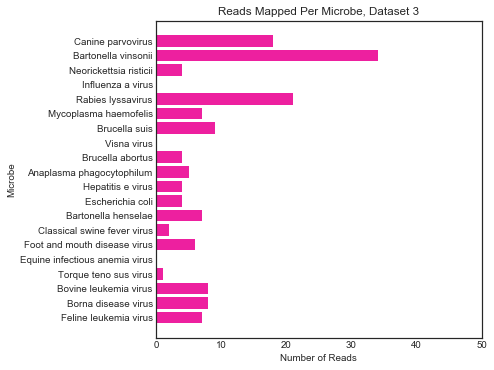 Reads Mapped Per Microbe, Dataset 3
Canine parvovirus
Bartonella vinsonii
Neorickettsia risticii
Influenza a virus
Rabies lyssavirus
Mycoplasma haemofelis
Brucella suis
Visna virus
Brucella abortus
Anaplasma phagocytophilum
Hepatitis e virus
Escherichia coli
Bartonella henselae
Classical swine fever virus
Foot and mouth disease virus
Equine infectious anemia virus
Torque teno sus virus
Bovine leukemia virus
Borna disease virus
Feline leukemia virus
Microbe
0 10 20 30 40 50
Number of Reads